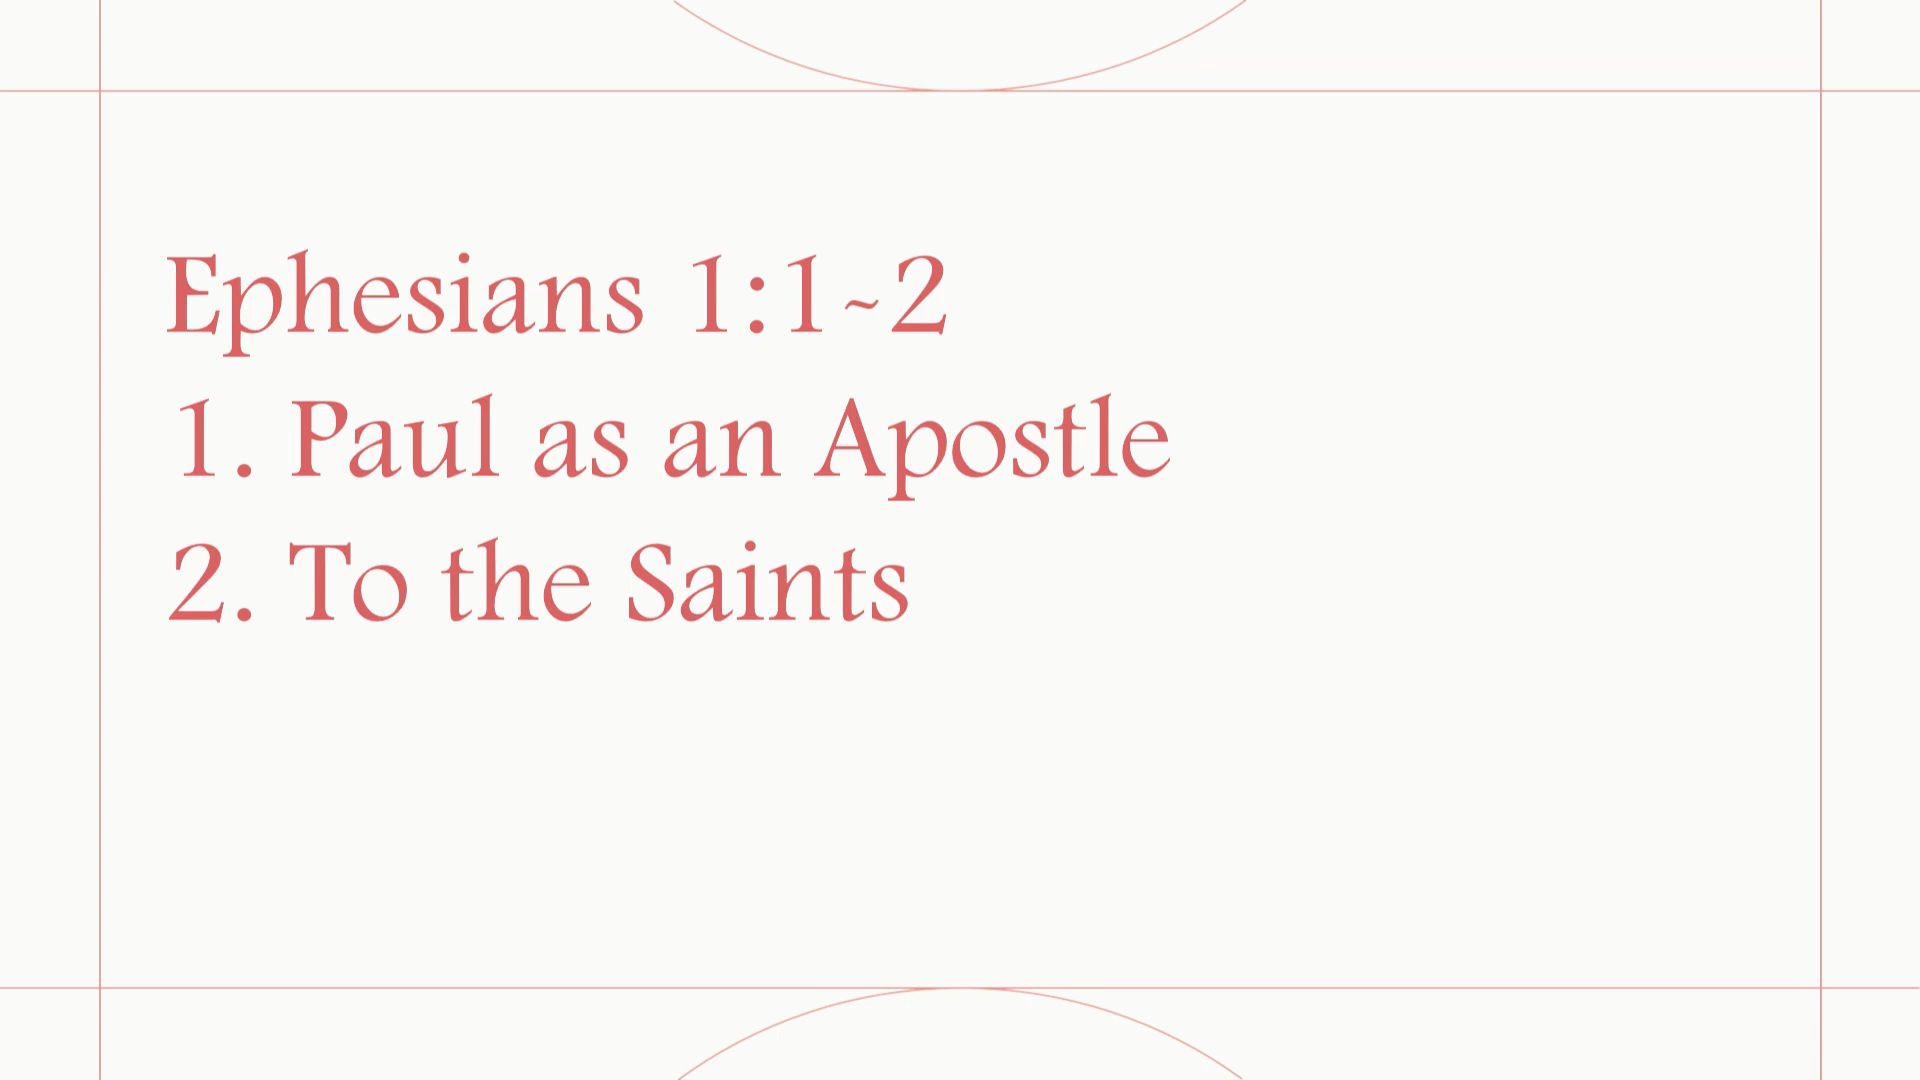 Ephesians 1:1-2
1. Paul as an Apostle
2. To the Saints